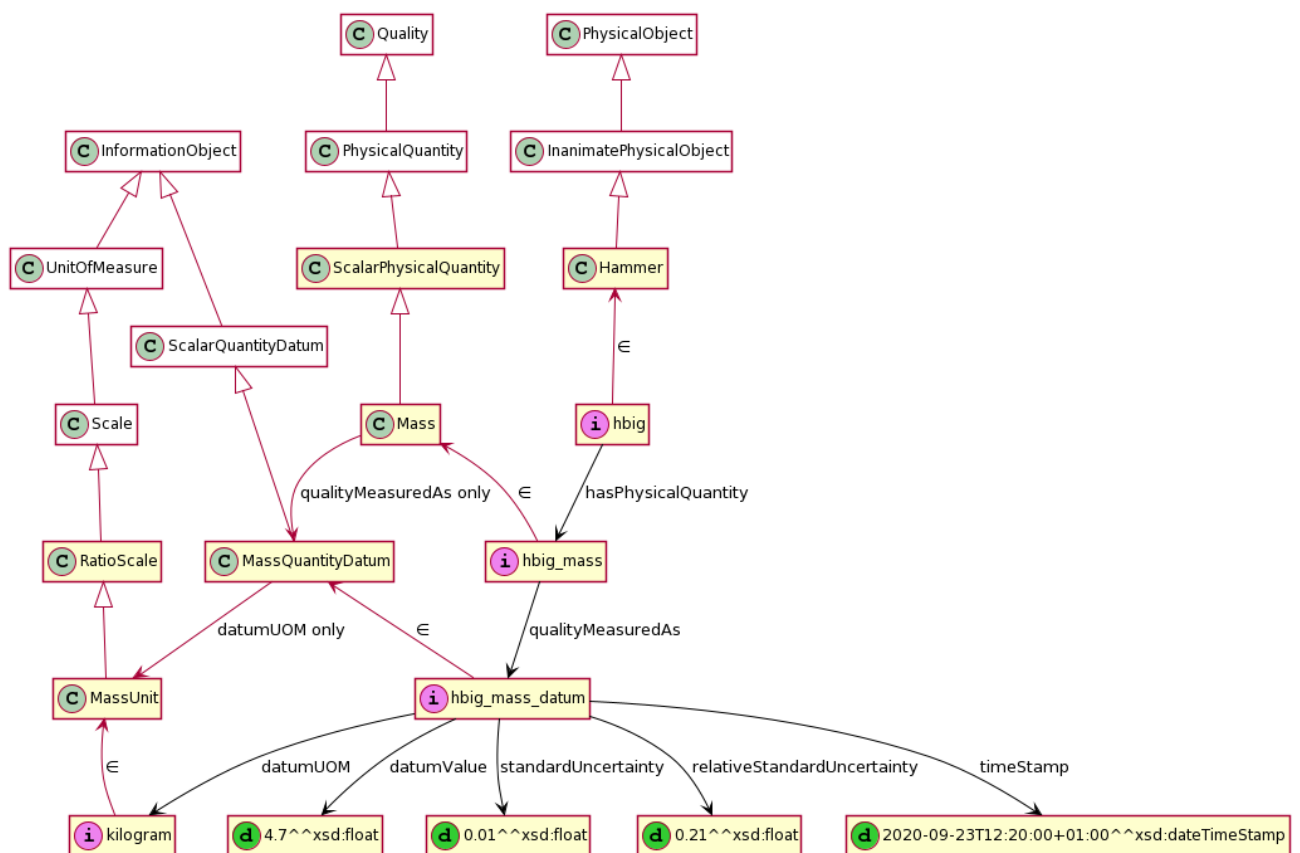 C Quality
C PhysicalObject
C InformationObject
C PhysicalQuantity
C InanimatePhysicalObject
C UnitOfMeasure
C ScalarPhysicalQuantity
C Hammer
C ScalarQuantityDatum
∈
C Scale
C Mass
i hbig
qualityMeasuredAs only
∈
hasPhysicalQuantity
C RatioScale
C MassQuantityDatum
i hbig_mass
datumUOM only
∈
qualityMeasuredAs
C MassUnit
i hbig_mass_datum
∈
datumUOM
datumValue
standardUncertainty
relativeStandardUncertainty
timeStamp
i kilogram
d 4.7^^xsd:float
d 0.01^^xsd:float
d 0.21^^xsd:float
d 2020-09-23T12:20:00+01:00^^xsd:dateTimeStamp